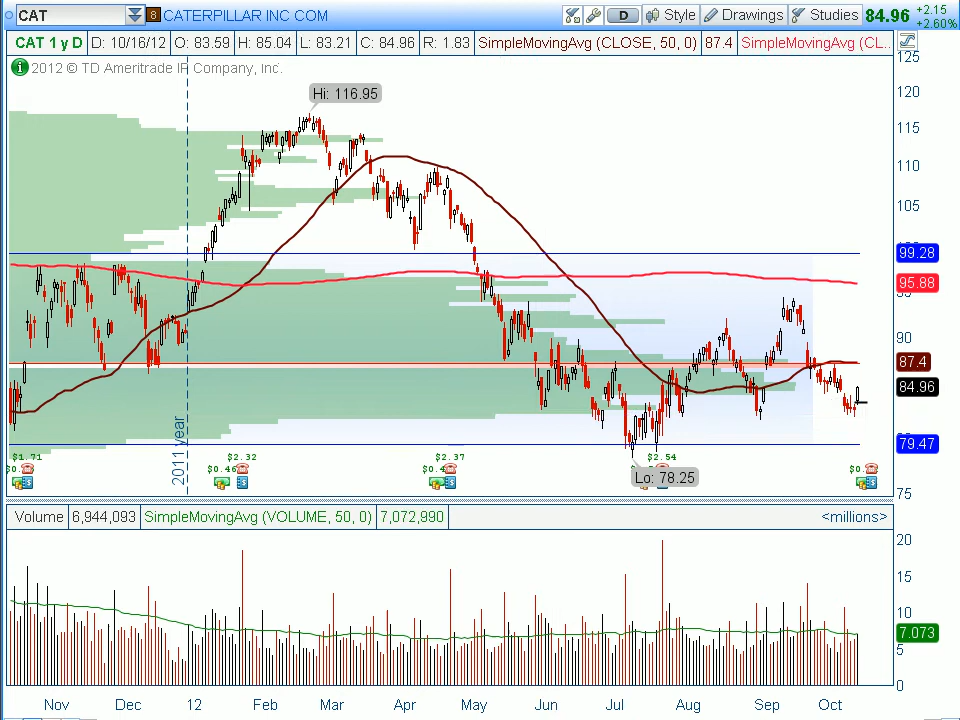 CAT 8 CATERPILLAR INC COM D Style Drawings Studies 84.96 +2.15
+2.60%
CAT 1 y D D: 10/16/12 O: 83.59 H: 85.04 L: 83.21 C: 84.96 R: 1.83 SimpleMovingAvg (CLOSE, 50, 0) 87.4 SimpleMovingAvg (CL...
2012 © TD Ameritrade IP Company, Inc.
125
120
Hi: 116.95
115
110
105
99.28
95.88
90
87.4
84.96
79.47
75
2011 year
$1.71 $2.32 $2.37 $2.54
$0.46
Lo: 78.25
Volume 6,944,093 SimpleMovingAvg (VOLUME, 50, 0) 7,072,990 <millions>
20
15
10
7.073
5
0
Nov Dec 12 Feb Mar Apr May Jun Jul Aug Sep Oct